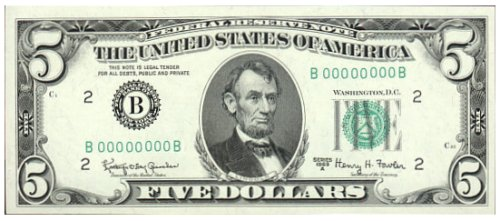 FEDERAL RESERVE NOTE
5 THE UNITED STATES OF AMERICA 5
THIS NOTE IS LEGAL TENDER
FOR ALL DEBTS, PUBLIC AND PRIVATE
B 00000000 B
WASHINGTON, D.C.
2 B 2
B 00000000 B
2 2
SERIES
Henry H. Fowler
5 FIVE DOLLARS 5